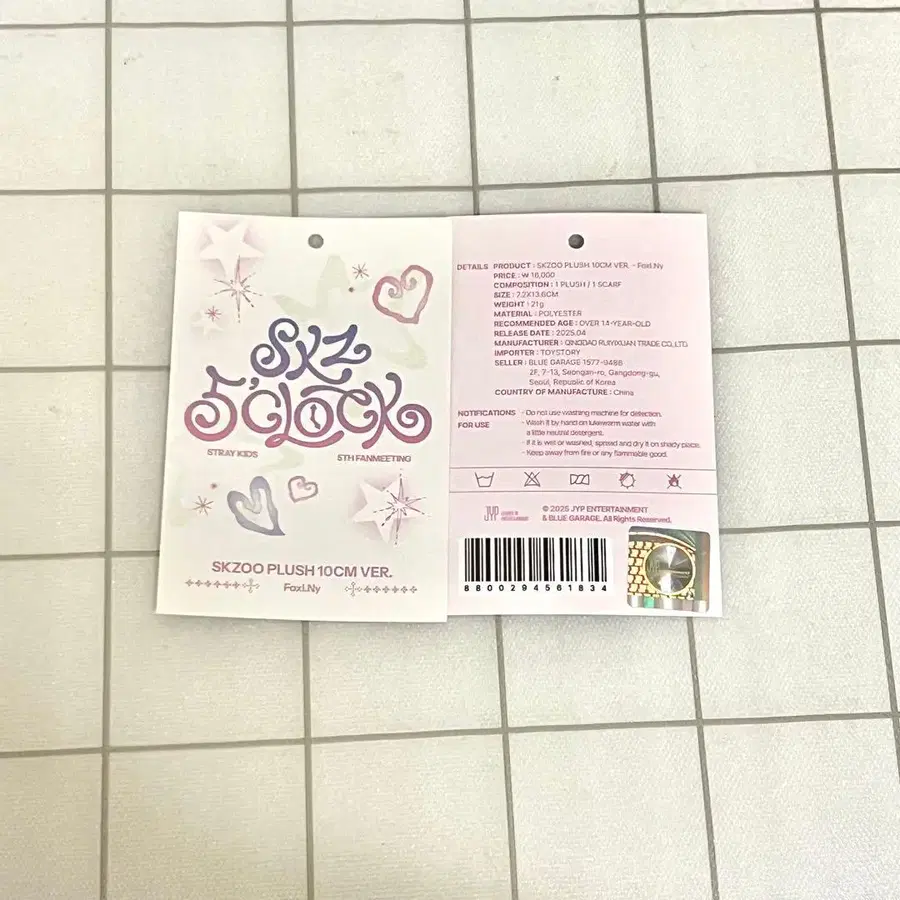 SKZ
5'CLOCK
STRAY KIDS
5TH FANMEETING
SKZOO PLUSH 10CM VER.
FoxI.Ny
DETAILS PRODUCT : SKZOO PLUSH 10CM VER. - FoxI.Ny
PRICE : ₩ 18,000
COMPOSITION : 1 PLUSH / 1 SCARF
SIZE : 7.2X13.6CM
WEIGHT : 21g
MATERIAL : POLYESTER
RECOMMENDED AGE : OVER 14-YEAR-OLD
RELEASE DATE : 2025.04
MANUFACTURER : QINGDAO RUIYIXUAN TRADE CO.,LTD
IMPORTER : TOYSTORY
SELLER : BLUE GARAGE 1577-9486
2F, 7-13, Seongan-ro, Gangdong-gu,
Seoul, Republic of Korea
COUNTRY OF MANUFACTURE : China
NOTIFICATIONS FOR USE
- Do not use washing machine for detection.
- Wash it by hand on lukewarm water with
a little neutral detergent.
- If it is wet or washed, spread and dry it on shady place.
- Keep away from fire or any flammable good.
JYP
© 2025 JYP ENTERTAINMENT
& BLUE GARAGE. All Rights Reserved.
8800294561834